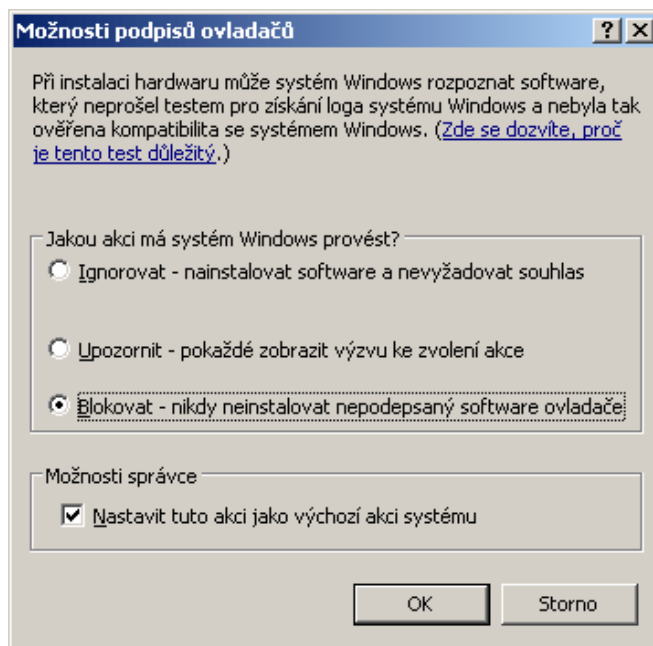 Možnosti podpisů ovladačů
Při instalaci hardwaru může systém Windows rozpoznat software,
který neprošel testem pro získání loga systému Windows a nebyla tak
ověřena kompatibilita se systémem Windows. (Zde se dozvíte, proč
je tento test důležitý.)
Jakou akci má systém Windows provést?
Ignorovat - nainstalovat software a nevyžadovat souhlas
Upozornit - pokaždé zobrazit výzvu ke zvolení akce
Blokovat - nikdy neinstalovat nepodepsaný software ovladače
Možnosti správce
Nastavit tuto akci jako výchozí akci systému
OK Storno